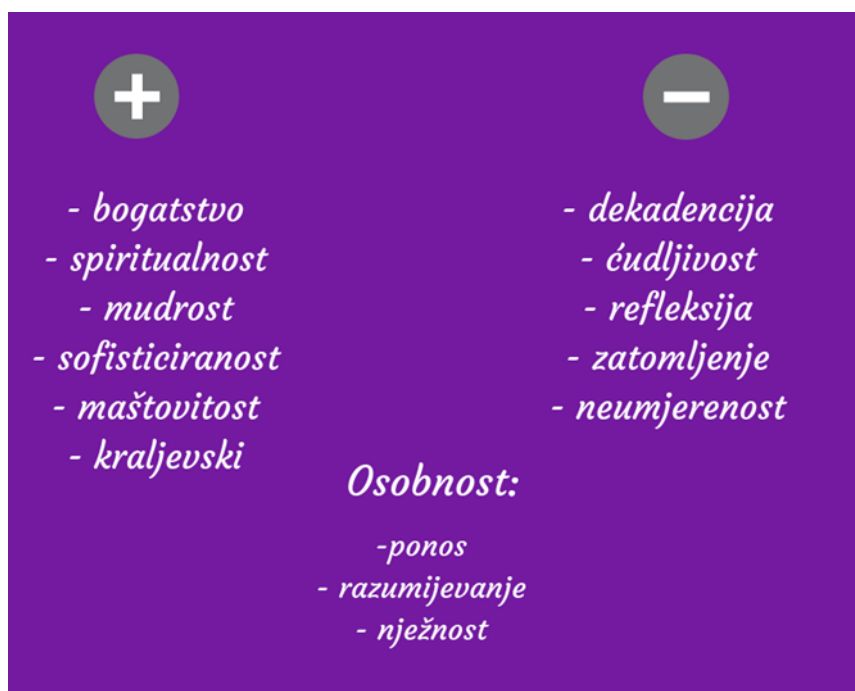 - bogatstvo
- spiritualnost
- mudrost
- sofisticiranost
- maštovitost
- kraljevski
- dekadencija
- ćudljivost
- refleksija
- zatomljenje
- neumjerenost
Osobnost:
-ponos
- razumijevanje
- nježnost